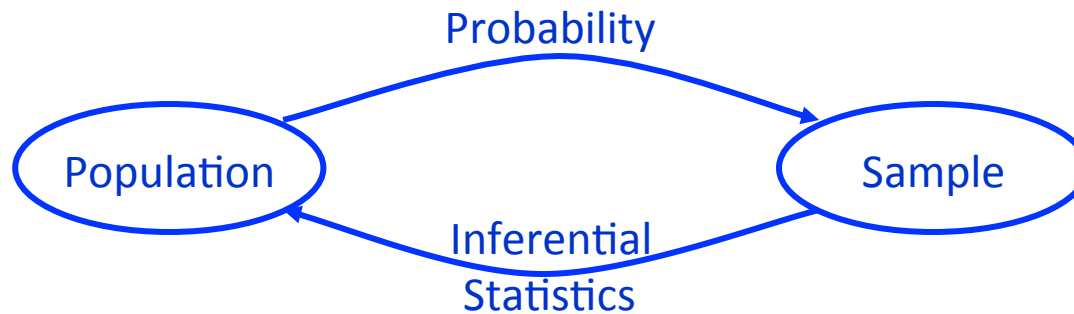 Probability
Population
Sample
Inferential
Statistics